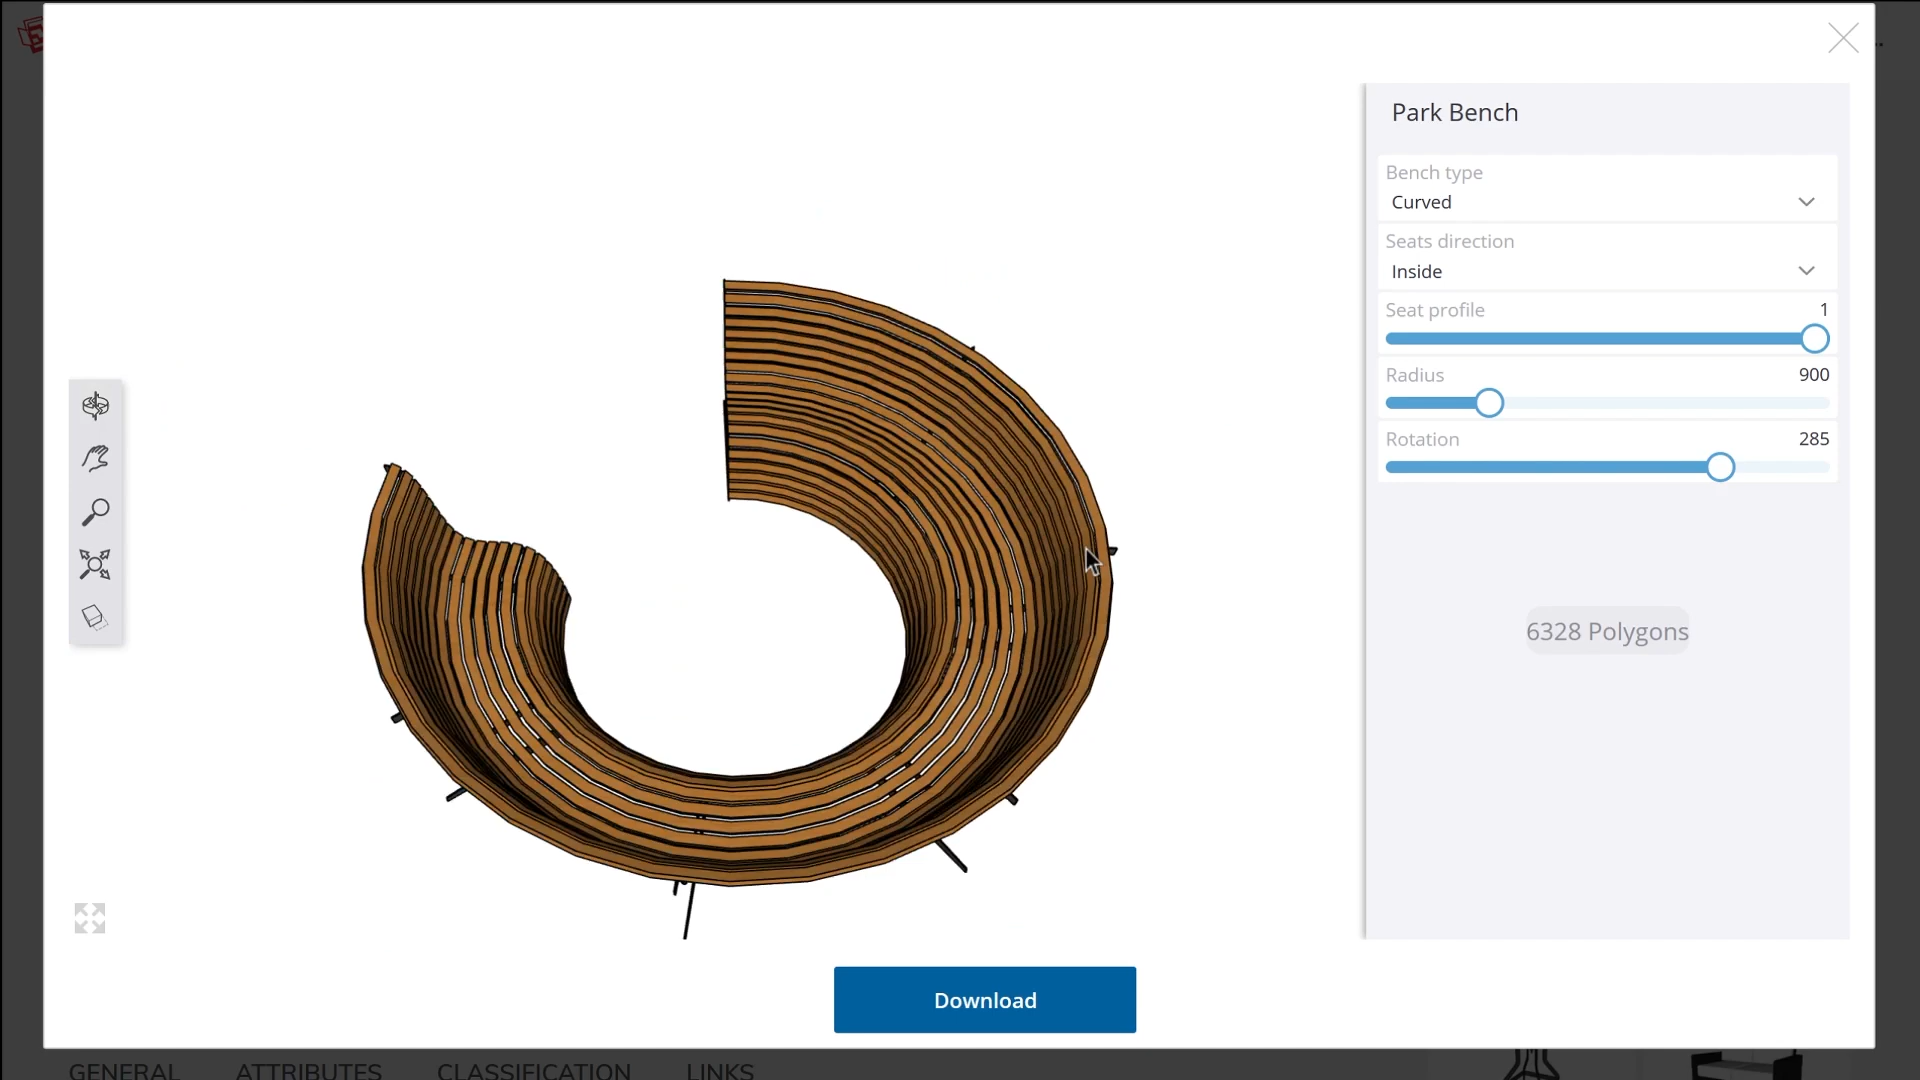 Park Bench
Bench type
Curved
Seats direction
Inside
Seat profile 1
Radius 900
Rotation 285
6328 Polygons
Download
GENERAL ATTRIBUTES CLASSIFICATION LINKS